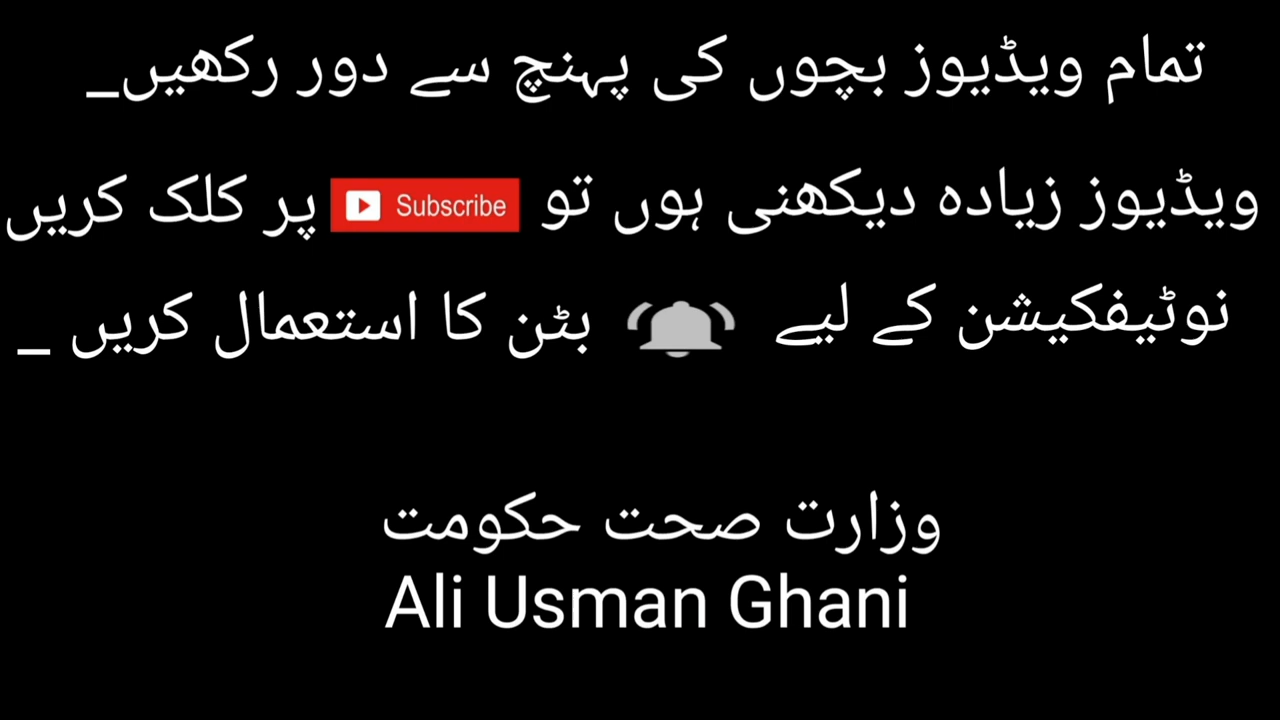 تمام ویڈیوز بچوں کی پہنچ سے دور رکھیں_
ویڈیوز زیادہ دیکھنی ہوں تو Subscribe پر کلک کریں
نوٹیفکیشن کے لیے بٹن کا استعمال کریں _
وزارت صحت حکومت
Ali Usman Ghani